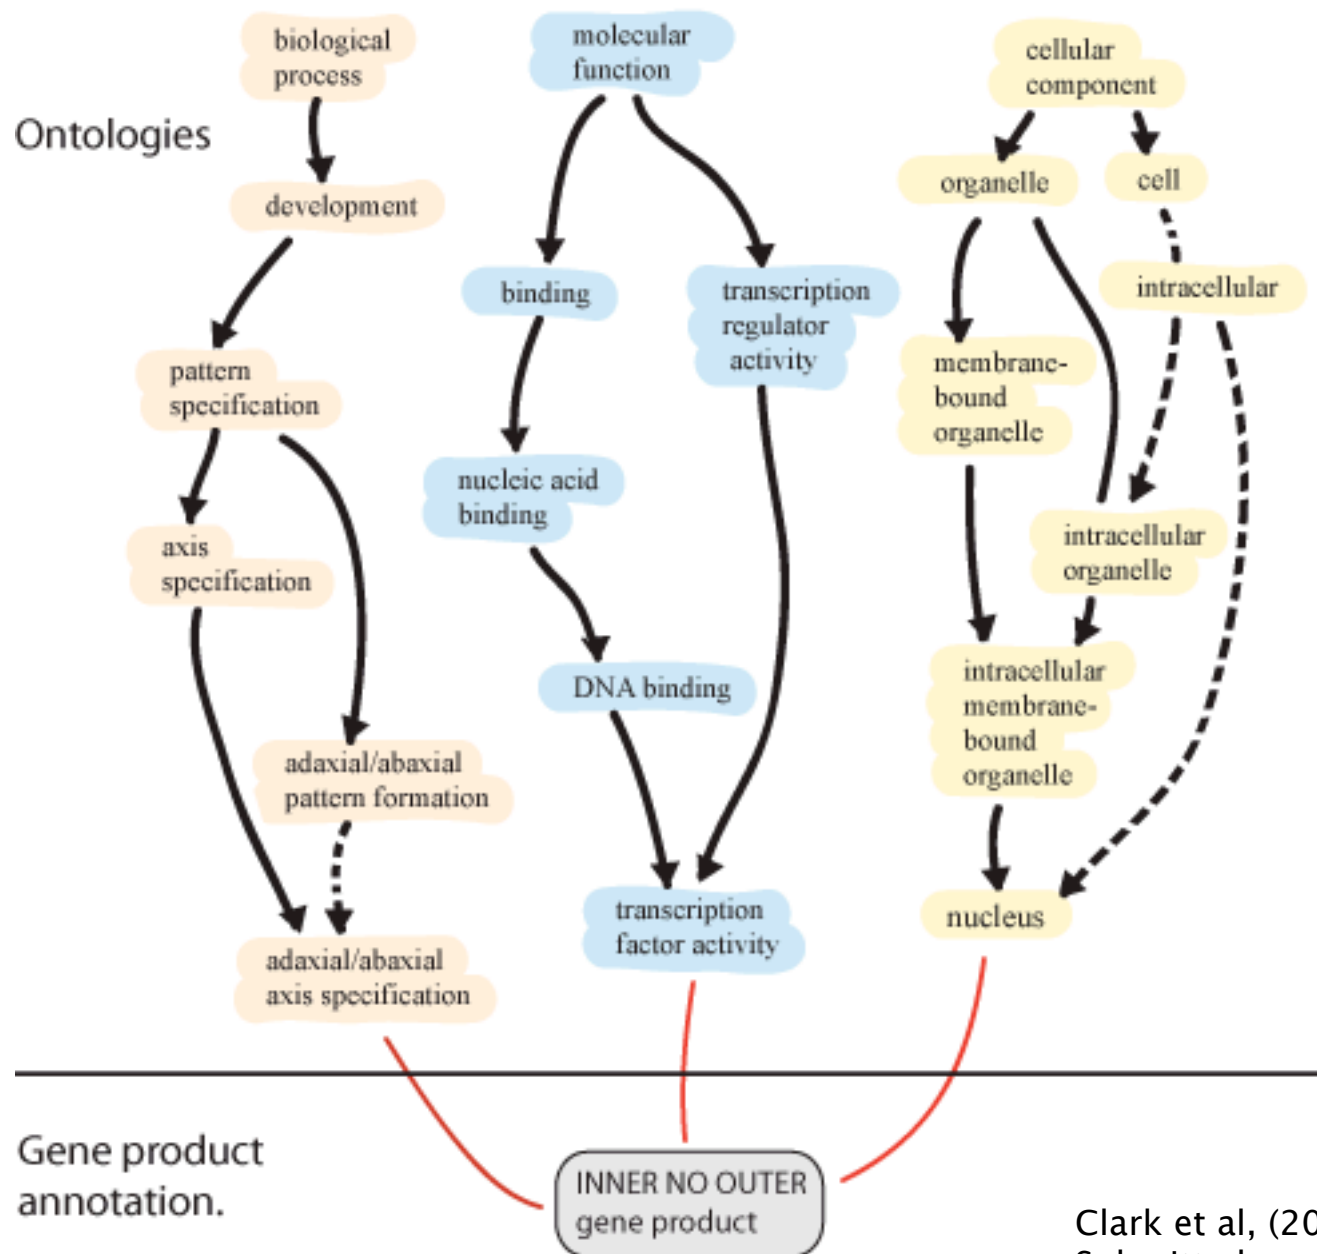 biological
process
molecular
function
cellular
component
Ontologies
organelle
cell
development
binding
transcription
regulator
activity
intracellular
pattern
specification
membrane-
bound
organelle
nucleic acid
binding
axis
specification
intracellular
organelle
DNA binding
intracellular
membrane-
bound
organelle
adaxial/abaxial
pattern formation
transcription
factor activity
nucleus
adaxial/abaxial
axis specification
Gene product
annotation.
INNER NO OUTER
gene product
Clark et al, (20